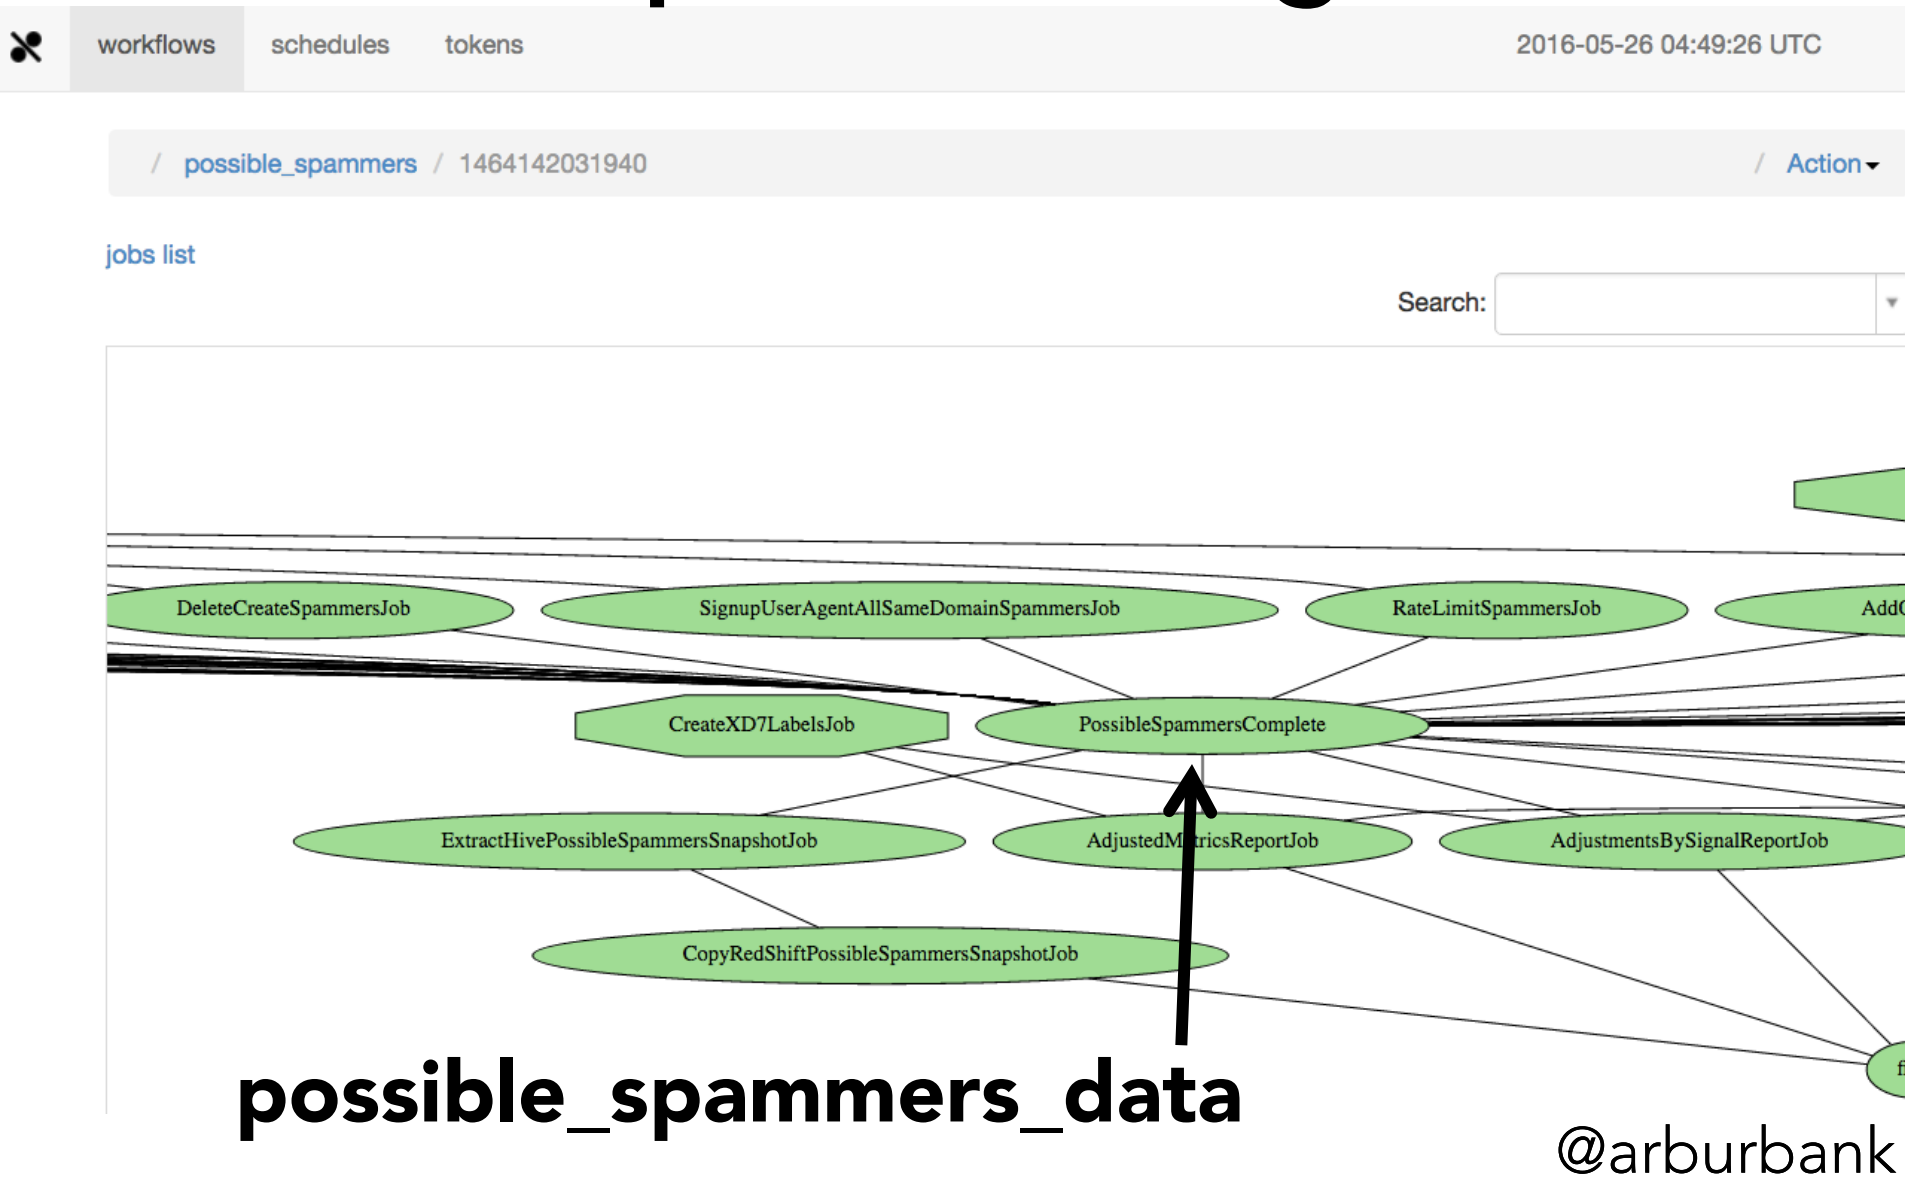 workflows schedules tokens 2016-05-26 04:49:26 UTC
/ possible_spammers / 1464142031940 / Action
jobs list
Search:
DeleteCreateSpammersJob SignupUserAgentAllSameDomainSpammersJob RateLimitSpammersJob
CreateXD7LabelsJob PossibleSpammersComplete
ExtractHivePossibleSpammersSnapshotJob AdjustedMetricsReportJob AdjustmentsBySignalReportJob
CopyRedShiftPossibleSpammersSnapshotJob
possible_spammers_data
@arburbank